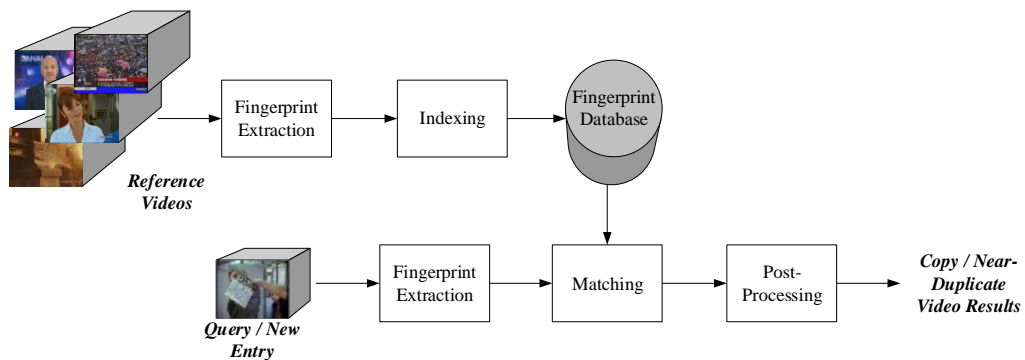 Fingerprint
Extraction
Indexing
Fingerprint
Database
Reference
Videos
Fingerprint
Extraction
Matching
Post-
Processing
Copy / Near-
Duplicate
Video Results
Query / New
Entry